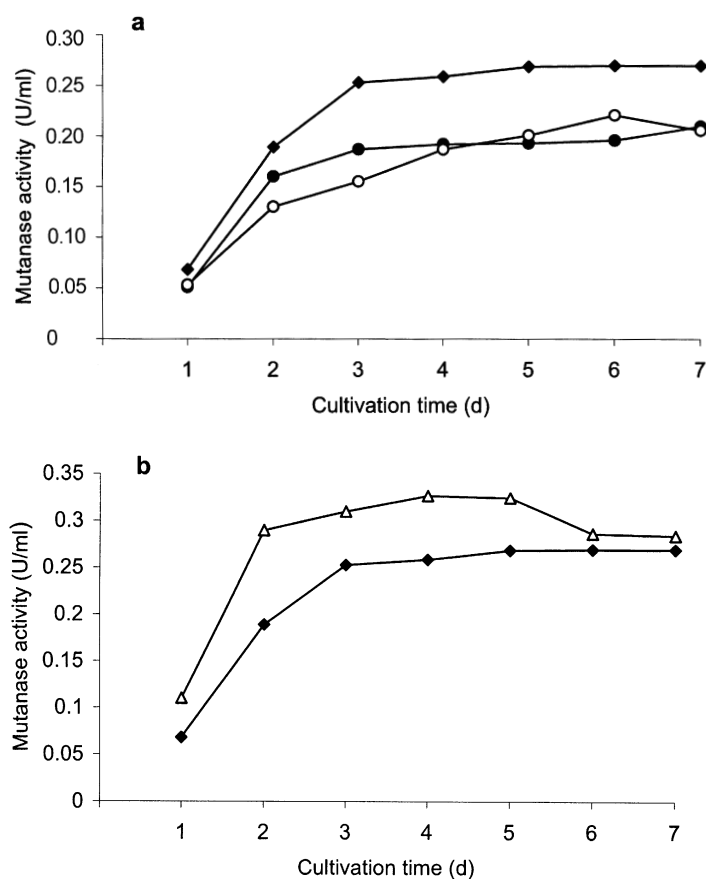 a
0.30
0.25
0.20
0.15
0.10
0.05
0
Mutanase activity (U/ml)
1 2 3 4 5 6 7
Cultivation time (d)
b
0.35
0.3
0.25
0.2
0.15
0.1
0.05
0
Mutanase activity (U/ml)
1 2 3 4 5 6 7
Cultivation time (d)